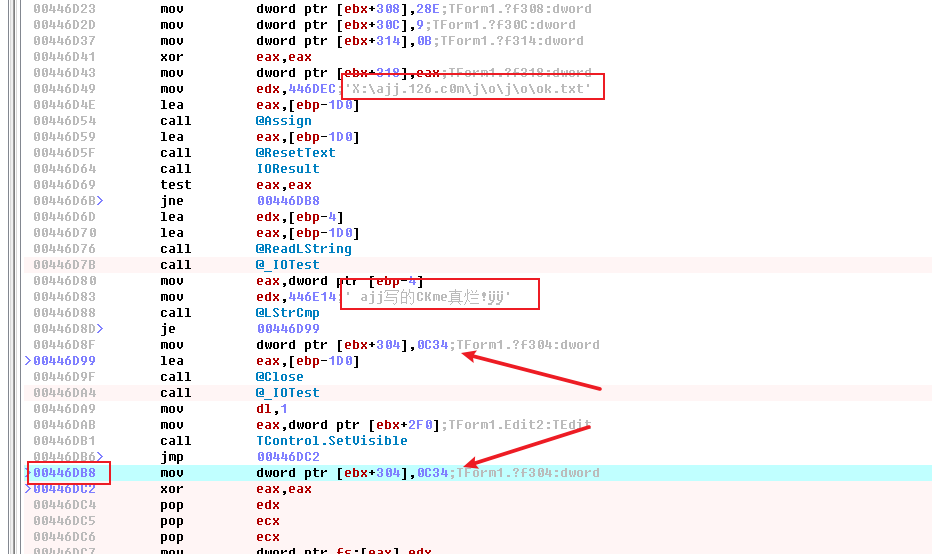 00446D23 mov dword ptr [ebx+308],28E;TForm1.?f308:dword
00446D2D mov dword ptr [ebx+30C],9;TForm1.?f30C:dword
00446D37 mov dword ptr [ebx+314],0B;TForm1.?f314:dword
00446D41 xor eax,eax
00446D43 mov dword ptr [ebx+318],eax;TForm1.?f318:dword
00446D49 mov edx,446DEC;'X:\ajj.126.c0m\j\o\j\o\ok.txt'
00446D4E lea eax,[ebp-1D0]
00446D54 call @Assign
00446D59 lea eax,[ebp-1D0]
00446D5F call @ResetText
00446D64 call IOResult
00446D69 test eax,eax
00446D6B> jne 00446DB8
00446D6D lea edx,[ebp-4]
00446D70 lea eax,[ebp-1D0]
00446D76 call @ReadLString
00446D7B call @_IOTest
00446D80 mov eax,dword ptr [ebp-4]
00446D83 mov edx,446E14;' ajj写的CKme真烂!ÿÿ'
00446D88 call @LStrCmp
00446D8D> je 00446D99
00446D8F mov dword ptr [ebx+304],0C34;TForm1.?f304:dword
>00446D99 lea eax,[ebp-1D0]
00446D9F call @Close
00446DA4 call @_IOTest
00446DA9 mov dl,1
00446DAB mov eax,dword ptr [ebx+2F0];TForm1.Edit2:TEdit
00446DB1 call TControl.SetVisible
00446DB6> jmp 00446DC2
>00446DB8 mov dword ptr [ebx+304],0C34;TForm1.?f304:dword
>00446DC2 xor eax,eax
00446DC4 pop edx
00446DC5 pop ecx
00446DC6 pop ecx
00446DC7 mov dword ptr fs:[eax],edx